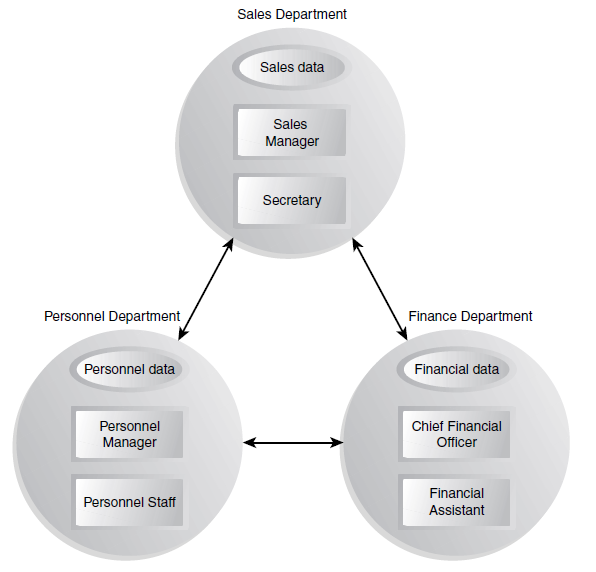 Sales Department
Sales data
Sales
Manager
Secretary
Personnel Department
Personnel data
Personnel
Manager
Personnel Staff
Finance Department
Financial data
Chief Financial
Officer
Financial
Assistant